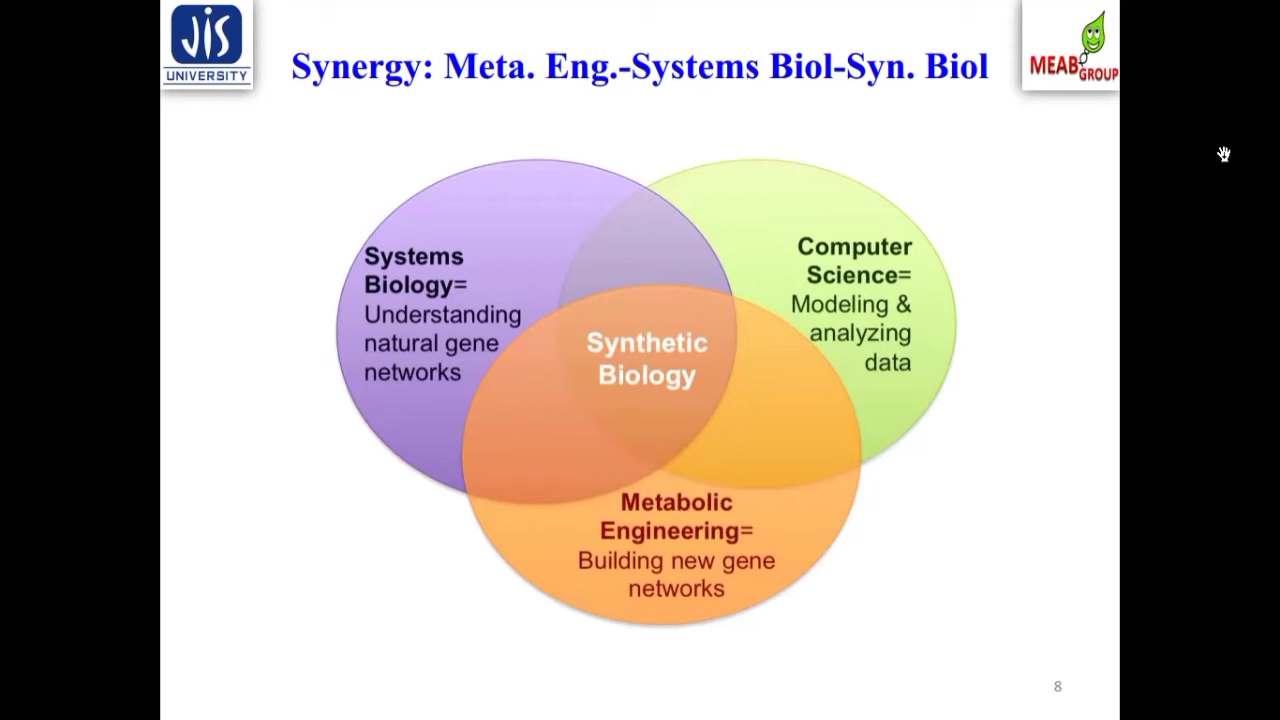 JIS
UNIVERSITY
Synergy: Meta. Eng.-Systems Biol-Syn. Biol
MEAB
GROUP
Systems
Biology=
Understanding
natural gene
networks
Computer
Science=
Modeling &
analyzing
data
Synthetic
Biology
Metabolic
Engineering=
Building new gene
networks
8